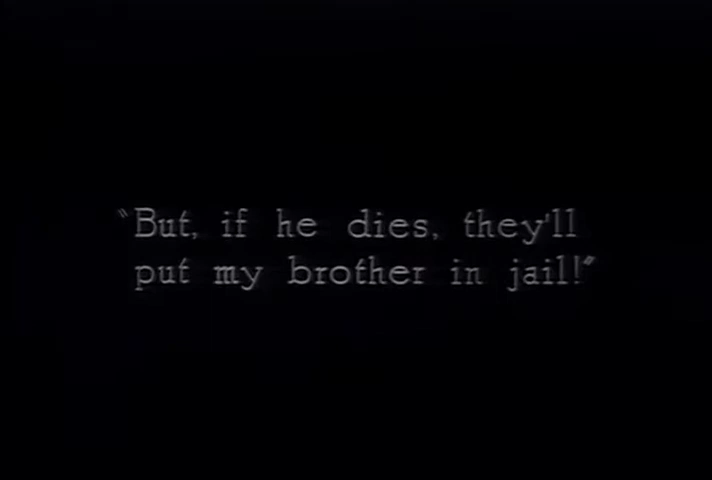 "But, if he dies, they'll
put my brother in jail!"